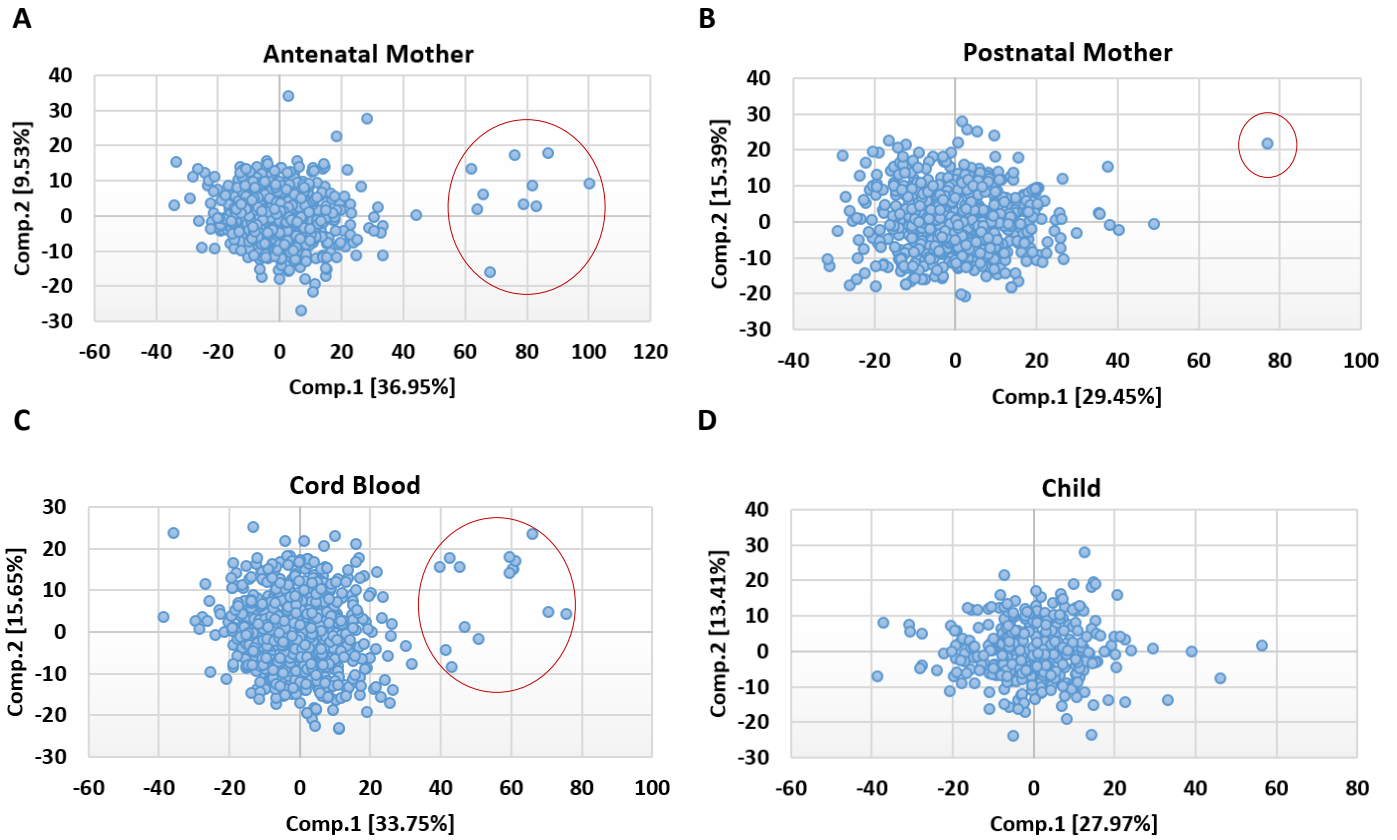 A
Antenatal Mother
40
30
20
10
0
-10
-20
-30
Comp.2 [9.53%]
-60 -40 -20 0 20 40 60 80 100 120
Comp.1 [36.95%]
B
Postnatal Mother
40
30
20
10
0
-10
-20
-30
Comp.2 [15.39%]
-40 -20 0 20 40 60 80 100
Comp.1 [29.45%]
C
Cord Blood
30
20
10
0
-10
-20
-30
Comp.2 [15.65%]
-60 -40 -20 0 20 40 60 80 100
Comp.1 [33.75%]
D
Child
40
30
20
10
0
-10
-20
-30
Comp.2 [13.41%]
-60 -40 -20 0 20 40 60 80
Comp.1 [27.97%]